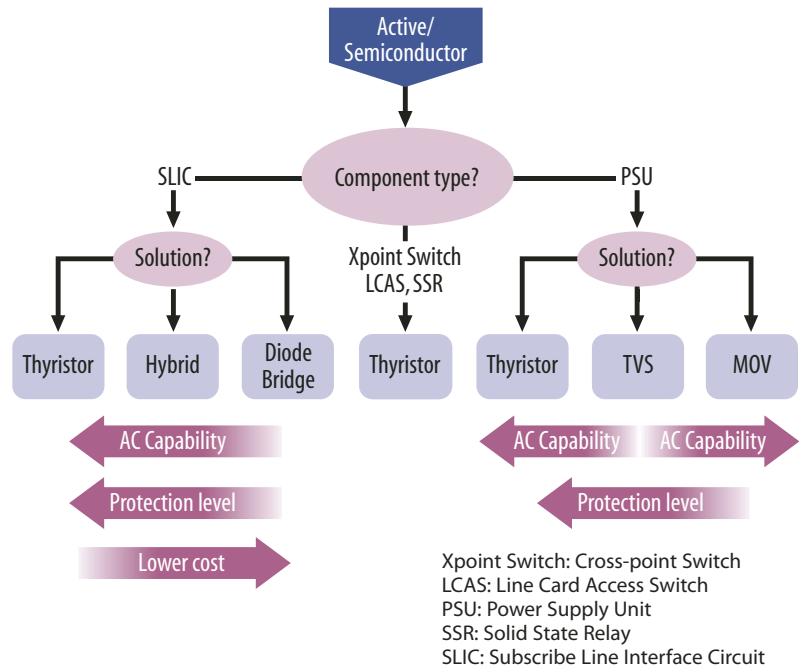 Active/
Semiconductor
Component type?
SLIC
PSU
Xpoint Switch
LCAS, SSR
Solution?
Solution?
Thyristor
Hybrid
Diode
Bridge
Thyristor
Thyristor
TVS
MOV
AC Capability
AC Capability
AC Capability
Protection level
Protection level
Lower cost
Xpoint Switch: Cross-point Switch
LCAS: Line Card Access Switch
PSU: Power Supply Unit
SSR: Solid State Relay
SLIC: Subscribe Line Interface Circuit